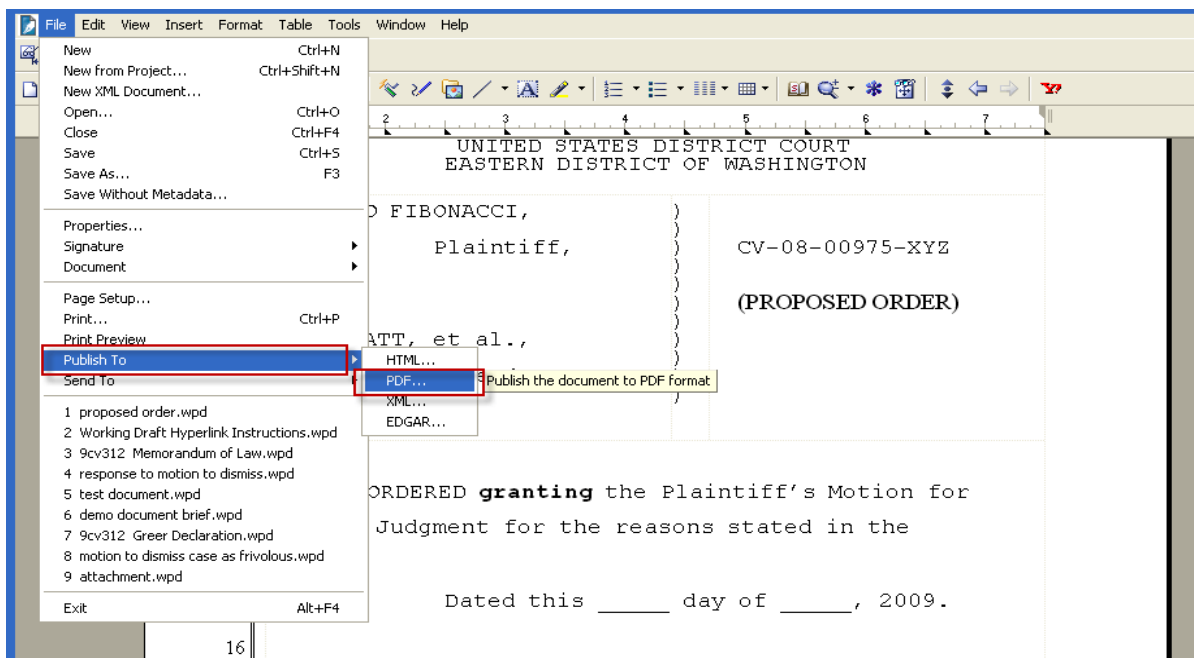 File Edit View Insert Format Table Tools Window Help
New Ctrl+N
New from Project... Ctrl+Shift+N
New XML Document...
Open... Ctrl+O
Close Ctrl+F4
Save Ctrl+S
Save As... F3
Save Without Metadata...
Properties...
Signature
Document
Page Setup...
Print... Ctrl+P
Print Preview
Publish To
Send To
1 proposed order.wpd
2 Working Draft Hyperlink Instructions.wpd
3 9cv312 Memorandum of Law.wpd
4 response to motion to dismiss.wpd
5 test document.wpd
6 demo document brief.wpd
7 9cv312 Greer Declaration.wpd
8 motion to dismiss case as frivolous.wpd
9 attachment.wpd
Exit Alt+F4
HTML...
PDF...
XML...
EDGAR...
Publish the document to PDF format
2 3 4 5 6 7
UNITED STATES DISTRICT COURT
EASTERN DISTRICT OF WASHINGTON
FIBONACCI, )
)
Plaintiff, ) CV-08-00975-XYZ
)
)
) (PROPOSED ORDER)
)
ATT, et al., )
)
)
)
ORDERED granting the Plaintiff's Motion for
Judgment for the reasons stated in the
Dated this _____ day of _____, 2009.
16